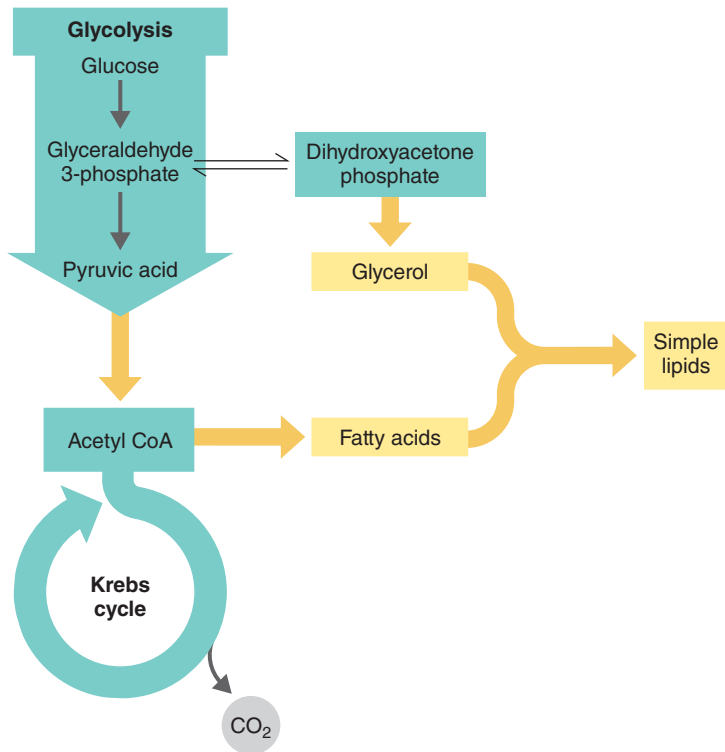 Glycolysis
Glucose
Glyceraldehyde
3-phosphate
Dihydroxyacetone
phosphate
Pyruvic acid
Glycerol
Simple
lipids
Acetyl CoA
Fatty acids
Krebs
cycle
CO₂